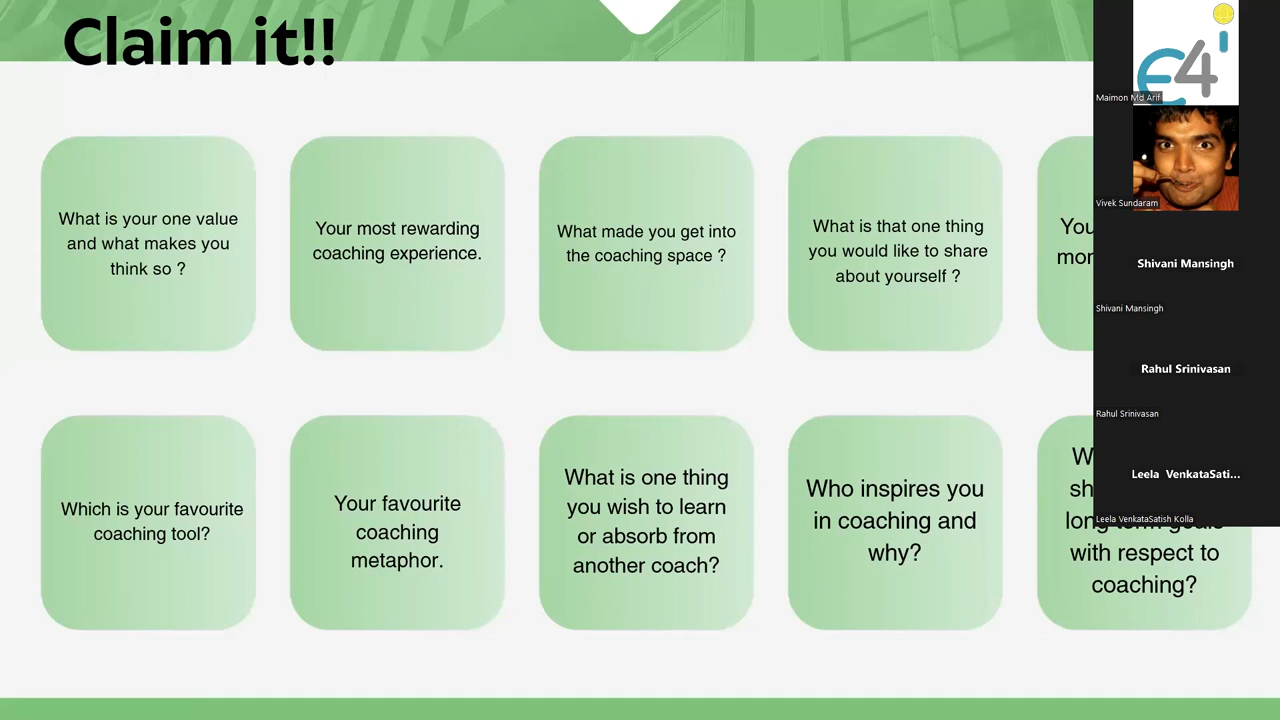 Claim it!!
What is your one value
and what makes you
think so ?
Your most rewarding
coaching experience.
What made you get into
the coaching space ?
What is that one thing
you would like to share
about yourself ?
Which is your favourite
coaching tool?
Your favourite
coaching
metaphor.
What is one thing
you wish to learn
or absorb from
another coach?
Who inspires you
in coaching and
why?
with respect to
coaching?
E4i
Maimon Md Arif
Vivek Sundaram
Shivani Mansingh
Shivani Mansingh
Rahul Srinivasan
Rahul Srinivasan
Leela VenkataSati...
Leela VenkataSatish Kolla